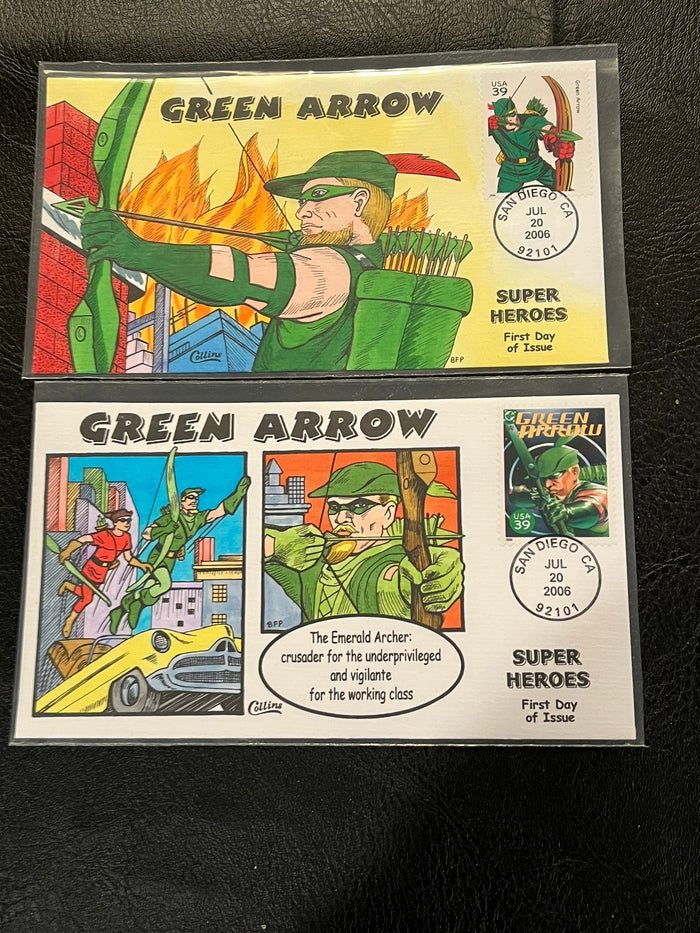 GREEN ARROW
USA
39
Green Arrow
SAN DIEGO CA
JUL
20
2006
92101
SUPER
HEROES
First Day
of Issue
Collins
BFP
GREEN ARROW
GREEN
ARROW
USA
39
SAN DIEGO CA
JUL
20
2006
92101
BFP
The Emerald Archer:
crusader for the underprivileged
and vigilante
for the working class
Collins
SUPER
HEROES
First Day
of Issue